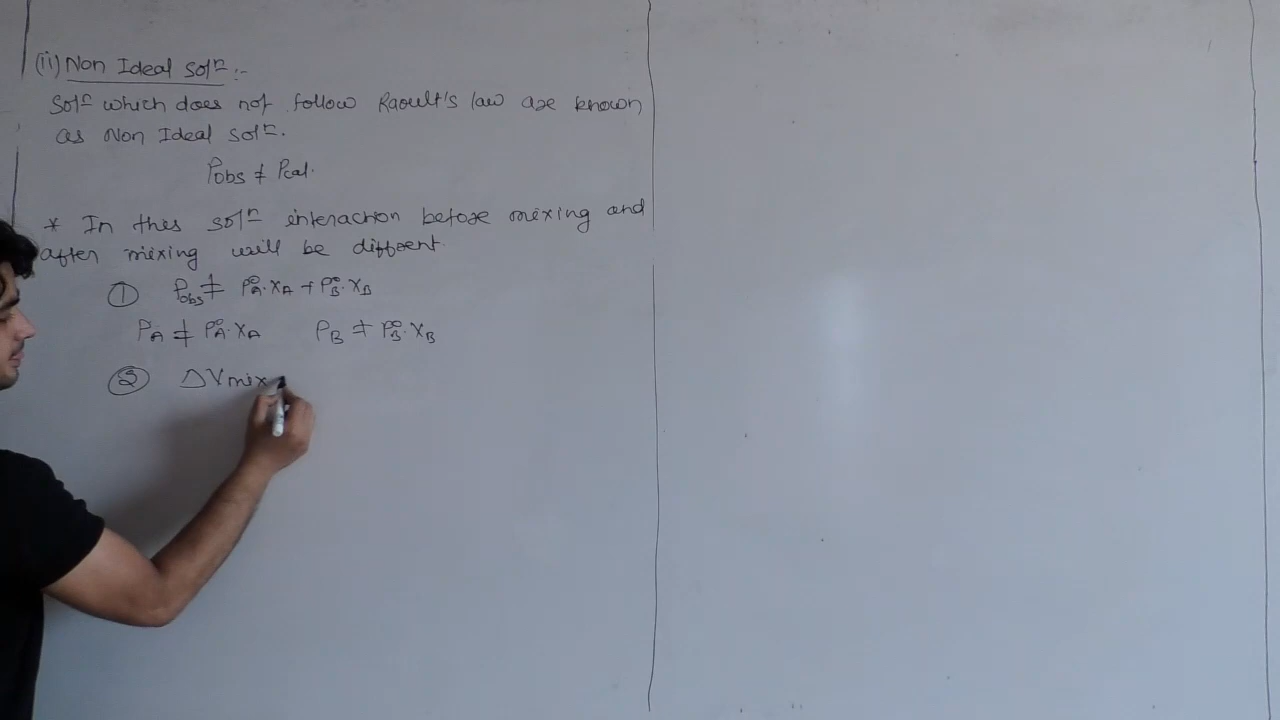 (ii) Non Ideal solⁿ :-
Solⁿ which does not follow Raoult's law are known
as Non Ideal solⁿ.
Pobs ≠ Pcal.
* In this solⁿ interaction before mixing and
after mixing will be diffrent.
① Pobs ≠ P°A.XA + P°B.XB
PA ≠ P°A.XA PB ≠ P°B.XB
② ΔVmix